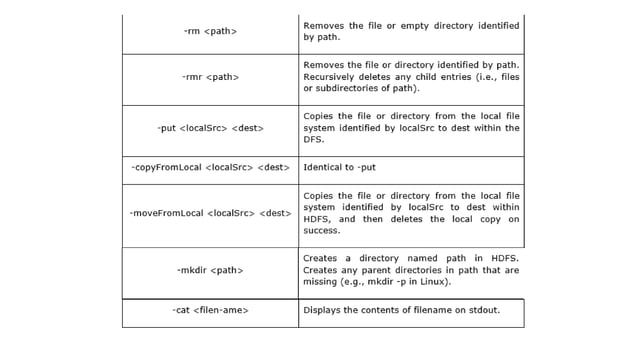 -rm <path>
Removes the file or empty directory identified
by path.
-rmr <path>
Removes the file or directory identified by path.
Recursively deletes any child entries (i.e., files
or subdirectories of path).
-put <localSrc> <dest>
Copies the file or directory from the local file
system identified by localSrc to dest within the
DFS.
-copyFromLocal <localSrc> <dest>
Identical to -put
-moveFromLocal <localSrc> <dest>
Copies the file or directory from the local file
system identified by localSrc to dest within
HDFS, and then deletes the local copy on
success.
-mkdir <path>
Creates a directory named path in HDFS.
Creates any parent directories in path that are
missing (e.g., mkdir -p in Linux).
-cat <filen-ame>
Displays the contents of filename on stdout.